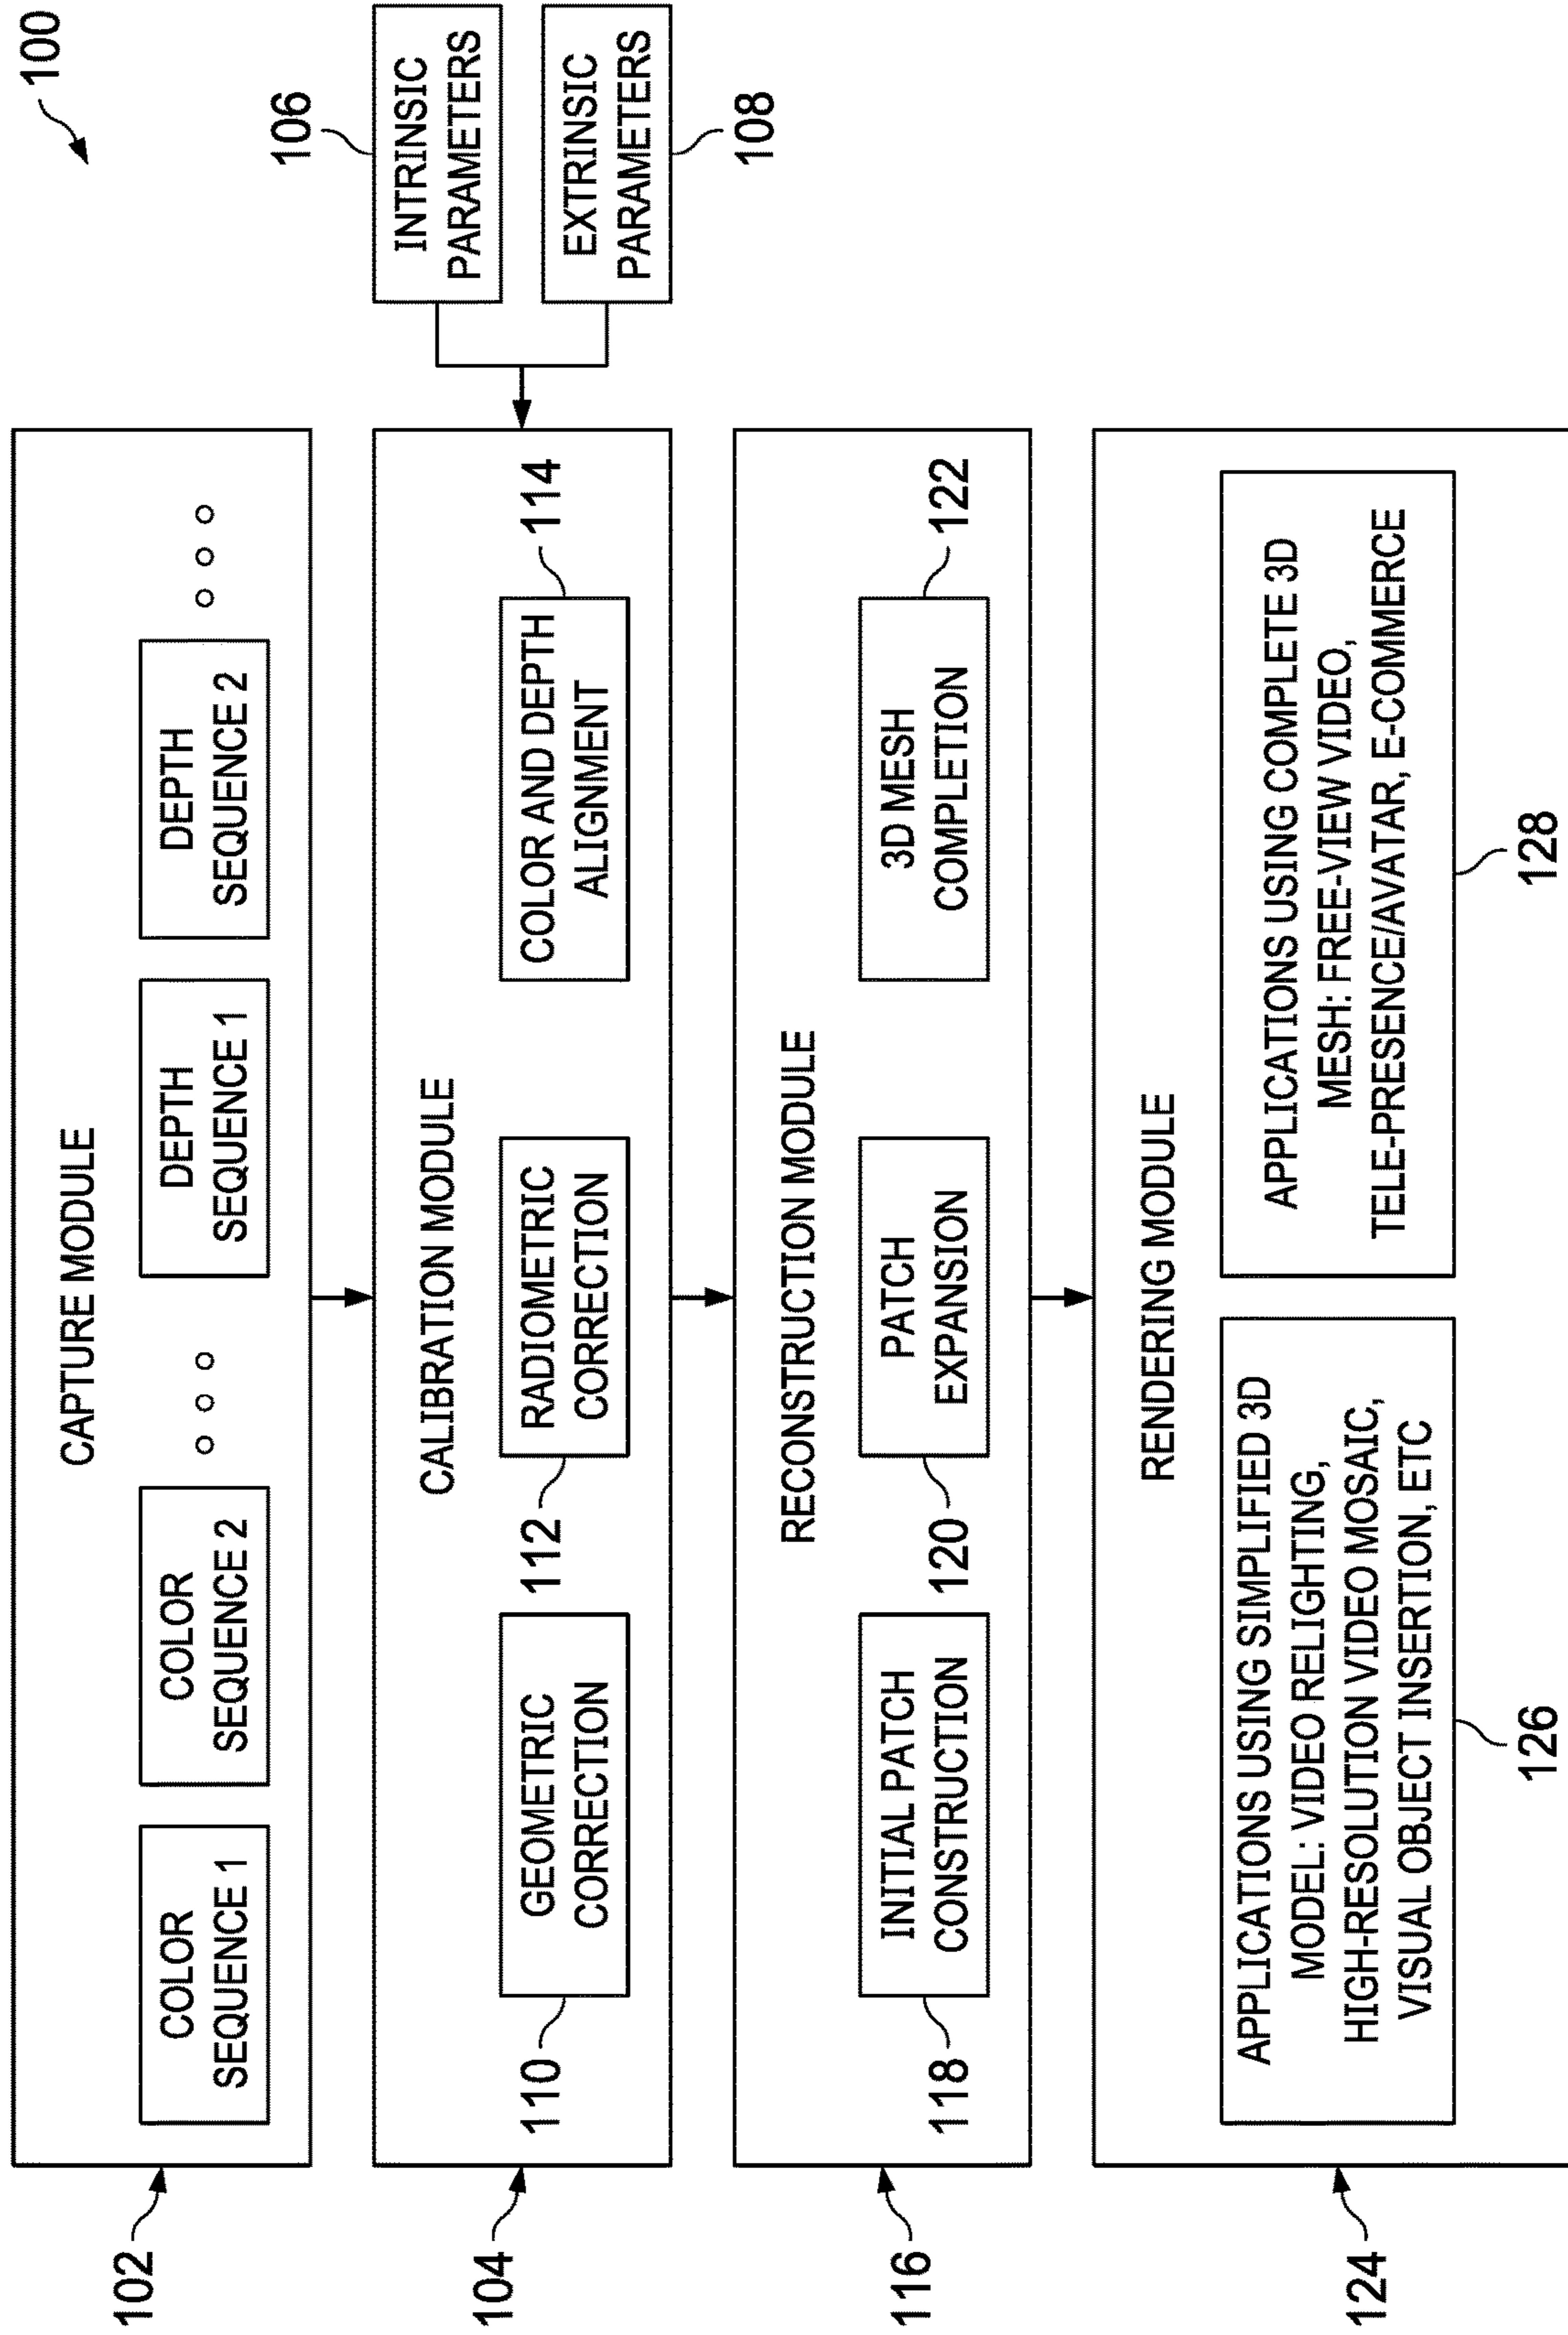 100
CAPTURE MODULE
102
COLOR
SEQUENCE 1
COLOR
SEQUENCE 2
DEPTH
SEQUENCE 1
DEPTH
SEQUENCE 2
106
INTRINSIC
PARAMETERS
EXTRINSIC
PARAMETERS
108
CALIBRATION MODULE
104
110
GEOMETRIC
CORRECTION
112
RADIOMETRIC
CORRECTION
COLOR AND DEPTH
ALIGNMENT
114
RECONSTRUCTION MODULE
116
118
INITIAL PATCH
CONSTRUCTION
120
PATCH
EXPANSION
3D MESH
COMPLETION
122
RENDERING MODULE
124
APPLICATIONS USING SIMPLIFIED 3D
MODEL: VIDEO RELIGHTING,
HIGH-RESOLUTION VIDEO MOSAIC,
VISUAL OBJECT INSERTION, ETC
126
APPLICATIONS USING COMPLETE 3D
MESH: FREE-VIEW VIDEO,
TELE-PRESENCE/AVATAR, E-COMMERCE
128